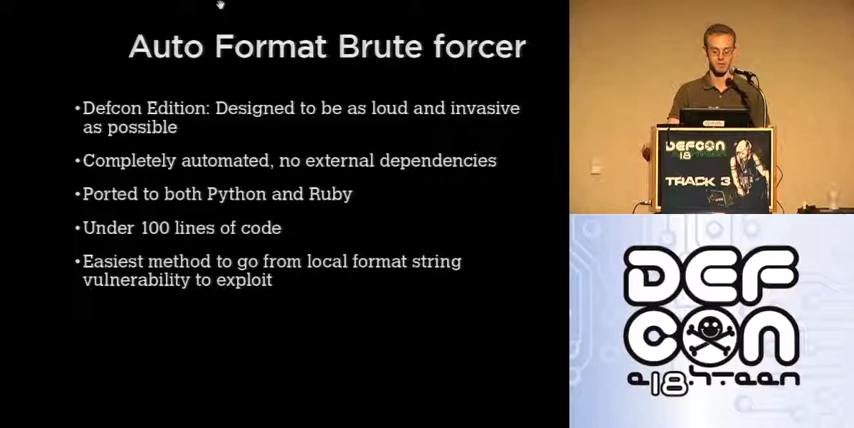 Auto Format Brute forcer
•Defcon Edition: Designed to be as loud and invasive
as possible
•Completely automated, no external dependencies
•Ported to both Python and Ruby
•Under 100 lines of code
•Easiest method to go from local format string
vulnerability to exploit
DEFCON
18
TRACK 3
DEF
CON
e18hteen